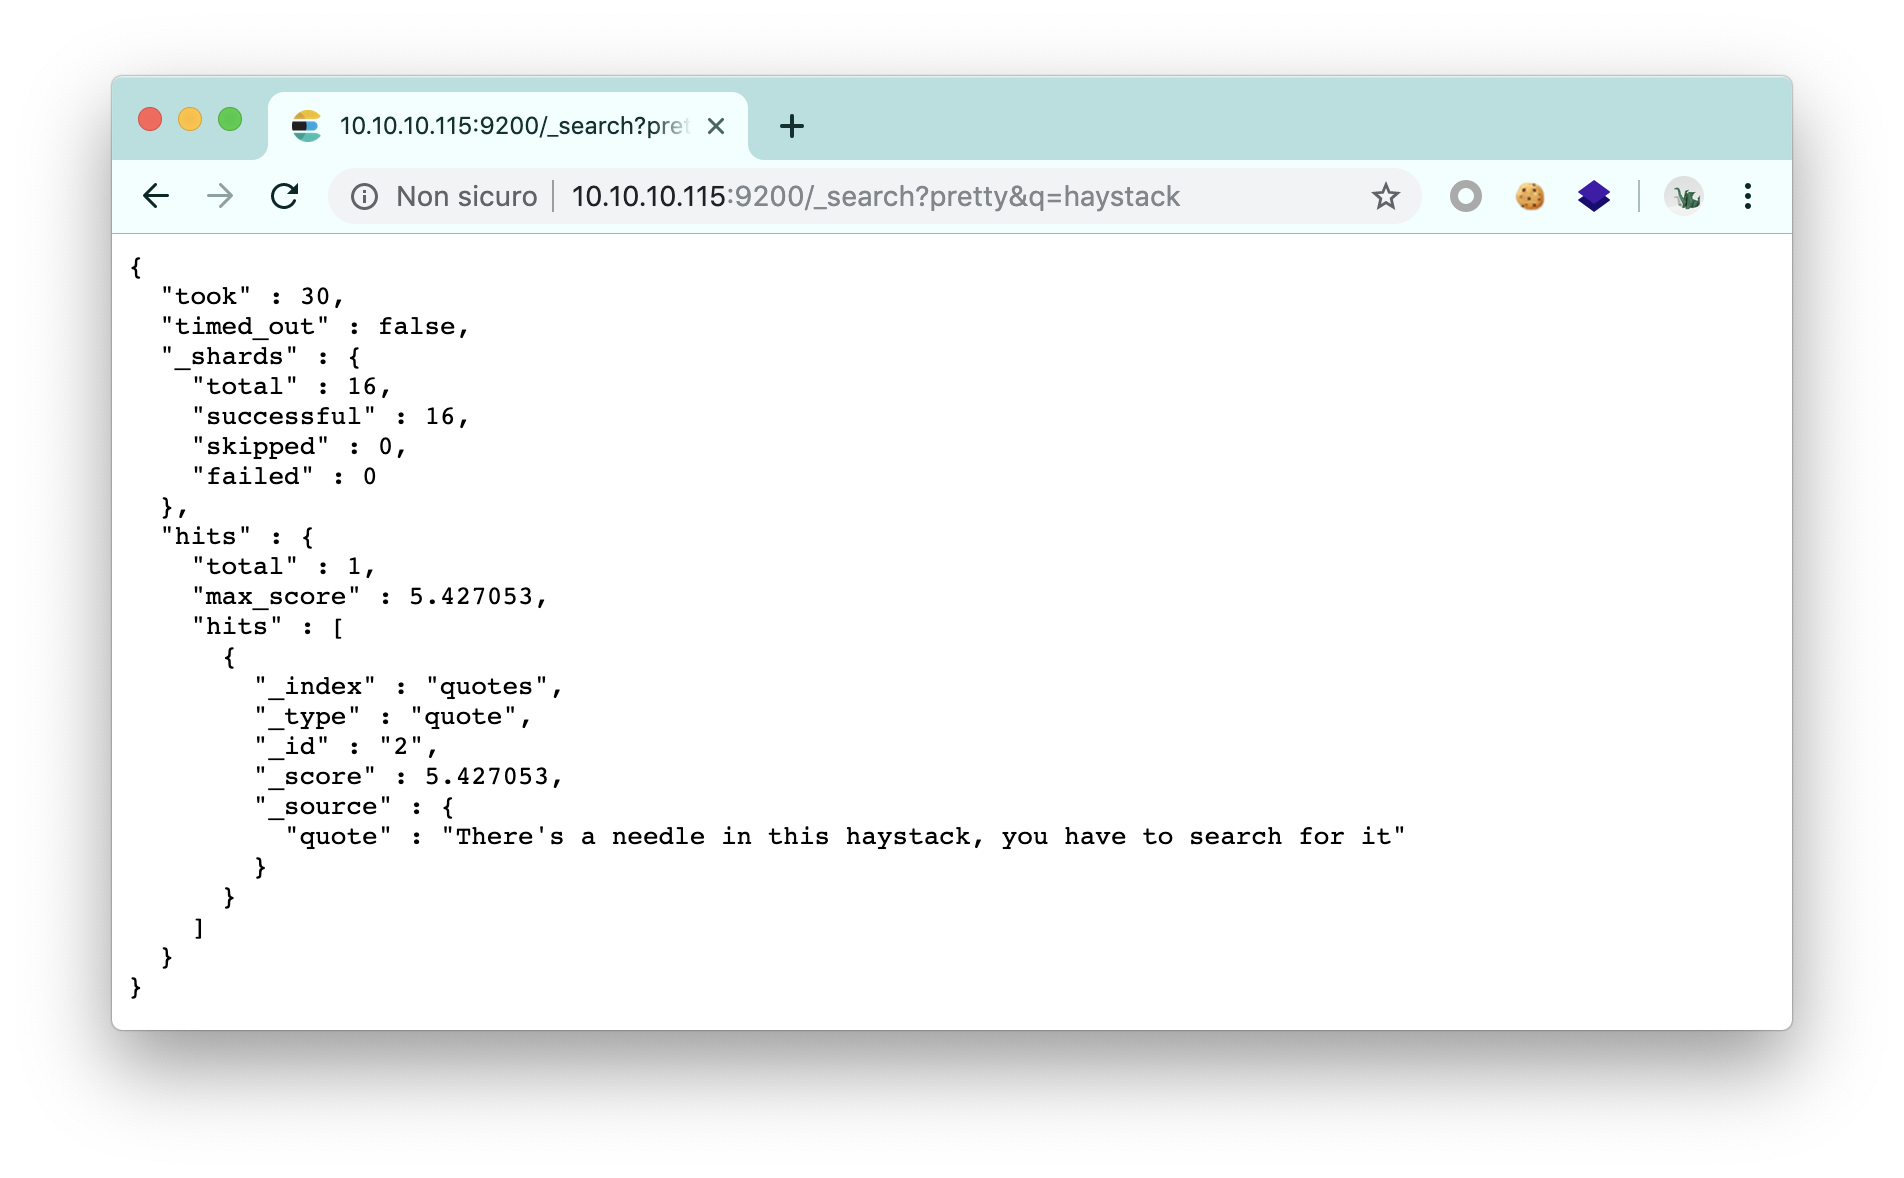 10.10.10.115:9200/_search?pret
Non sicuro 10.10.10.115:9200/_search?pretty&q=haystack
{
  "took" : 30,
  "timed_out" : false,
  "_shards" : {
    "total" : 16,
    "successful" : 16,
    "skipped" : 0,
    "failed" : 0
  },
  "hits" : {
    "total" : 1,
    "max_score" : 5.427053,
    "hits" : [
      {
        "_index" : "quotes",
        "_type" : "quote",
        "_id" : "2",
        "_score" : 5.427053,
        "_source" : {
          "quote" : "There's a needle in this haystack, you have to search for it"
        }
      }
    ]
  }
}